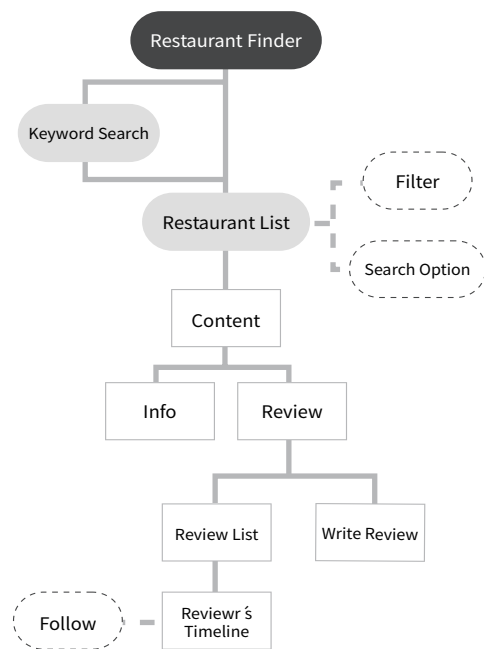 Restaurant Finder
Keyword Search
Filter
Restaurant List
Search Option
Content
Info
Review
Review List
Write Review
Follow
Reviewr´s
Timeline